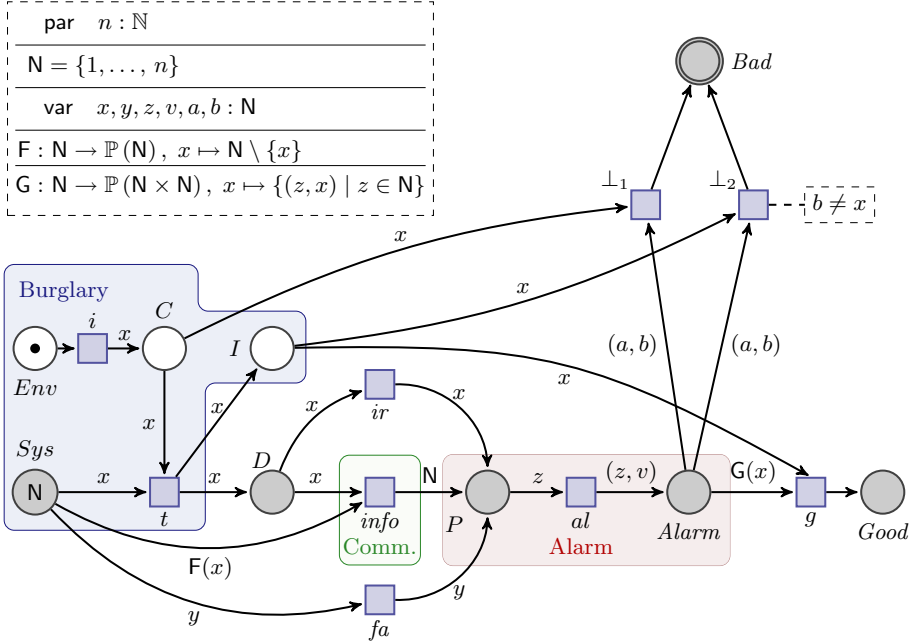 par n : ℕ
N = {1, …, n}
var x, y, z, v, a, b : N
F : N → ℙ (N) , x ↦ N \ {x}
G : N → ℙ (N × N) , x ↦ {(z, x) | z ∈ N}
Bad
⊥₁
⊥₂
b ≠ x
x
x
Burglary
i
x
C
I
(a, b)
(a, b)
Env
x
x
x
x
ir
x
Sys
D
N
x
t
x
x
info
N
P
z
al
(z, v)
Alarm
G(x)
g
Good
Comm.
Alarm
F(x)
y
fa
y